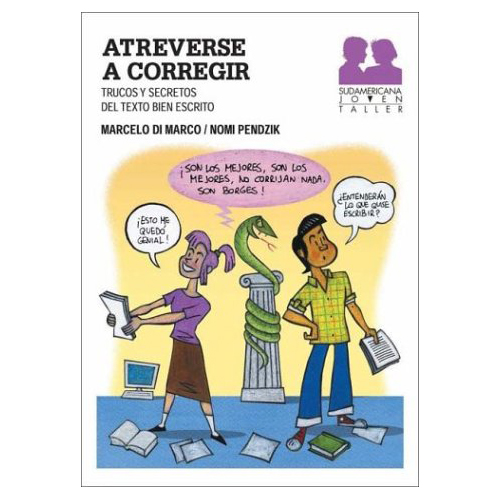 ATREVERSE
A CORREGIR
TRUCOS Y SECRETOS
DEL TEXTO BIEN ESCRITO
MARCELO DI MARCO / NOMI PENDZIK
SUDAMERICANA
JOVEN
TALLER
¡SON LOS MEJORES, SON LOS
MEJORES, NO CORRIJAN NADA.
SON BORGES!
¡ESTO ME
QUEDÓ
GENIAL!
¿ENTENDERÁN
LO QUE QUISE
ESCRIBIR?